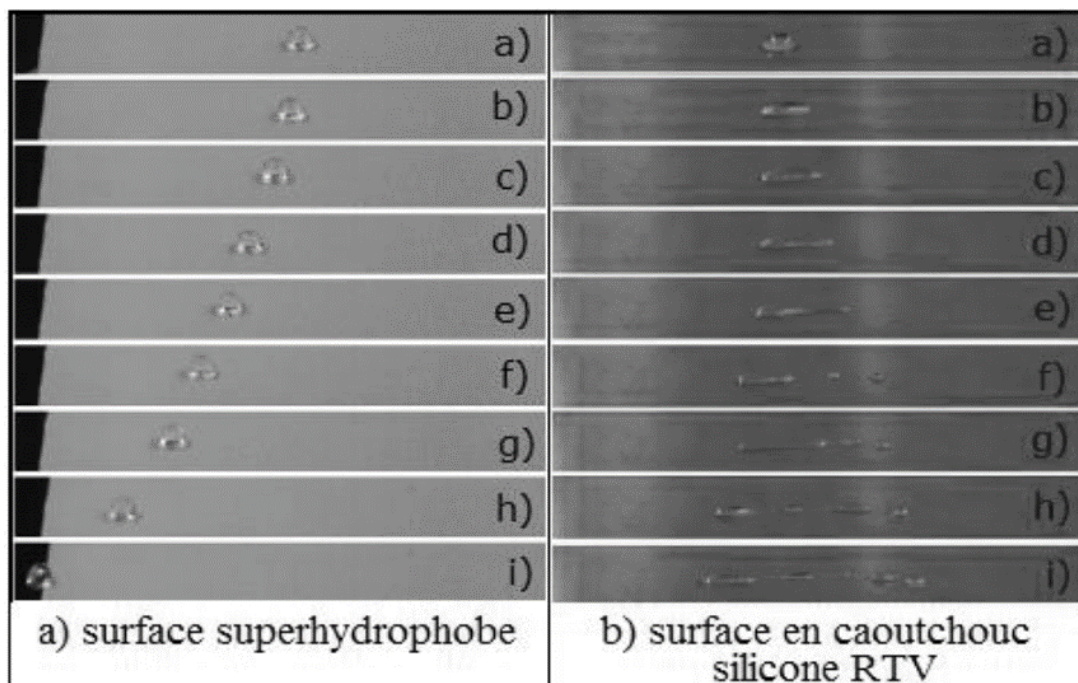 a)
b)
c)
d)
e)
f)
g)
h)
i)
a) surface superhydrophobe
a)
b)
c)
d)
e)
f)
g)
h)
i)
b) surface en caoutchouc
silicone RTV